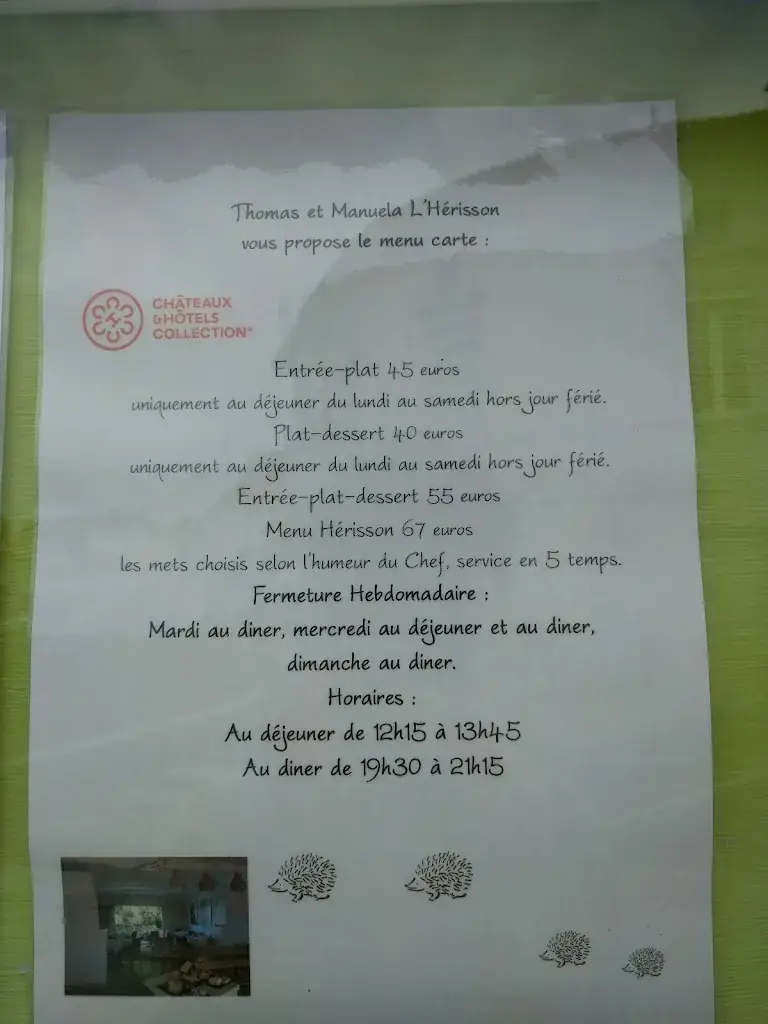 Thomas et Manuela L'Hérisson
vous propose le menu carte :
CHÂTEAUX
& HÔTELS
COLLECTION®
Entrée-plat 45 euros
uniquement au déjeuner du lundi au samedi hors jour férié.
Plat-dessert 40 euros
uniquement au déjeuner du lundi au samedi hors jour férié.
Entrée-plat-dessert 55 euros
Menu Hérisson 67 euros
les mets choisis selon l'humeur du Chef, service en 5 temps.
Fermeture Hebdomadaire :
Mardi au diner, mercredi au déjeuner et au diner,
dimanche au diner.
Horaires :
Au déjeuner de 12h15 à 13h45
Au diner de 19h30 à 21h15